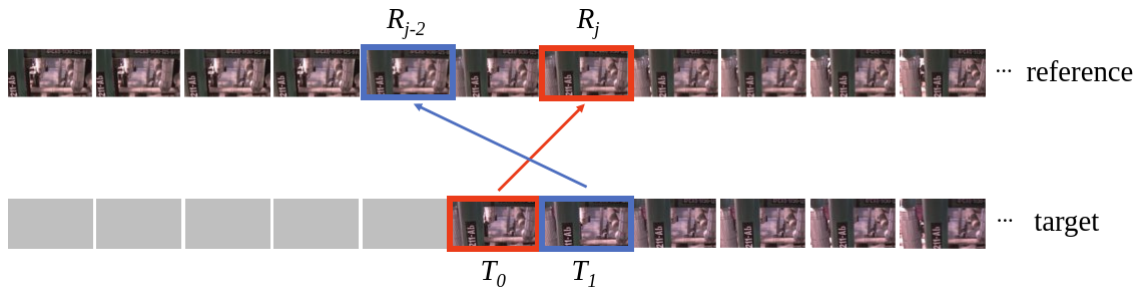 R_{j-2} R_j
... reference
... target
T_0 T_1